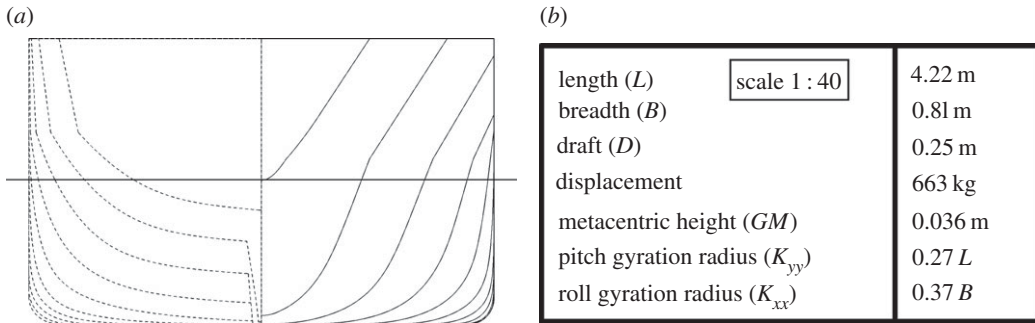 (a)
(b)
length (L) scale 1 : 40 4.22 m
breadth (B) 0.8l m
draft (D) 0.25 m
displacement 663 kg
metacentric height (GM) 0.036 m
pitch gyration radius (Kyy) 0.27 L
roll gyration radius (Kxx) 0.37 B